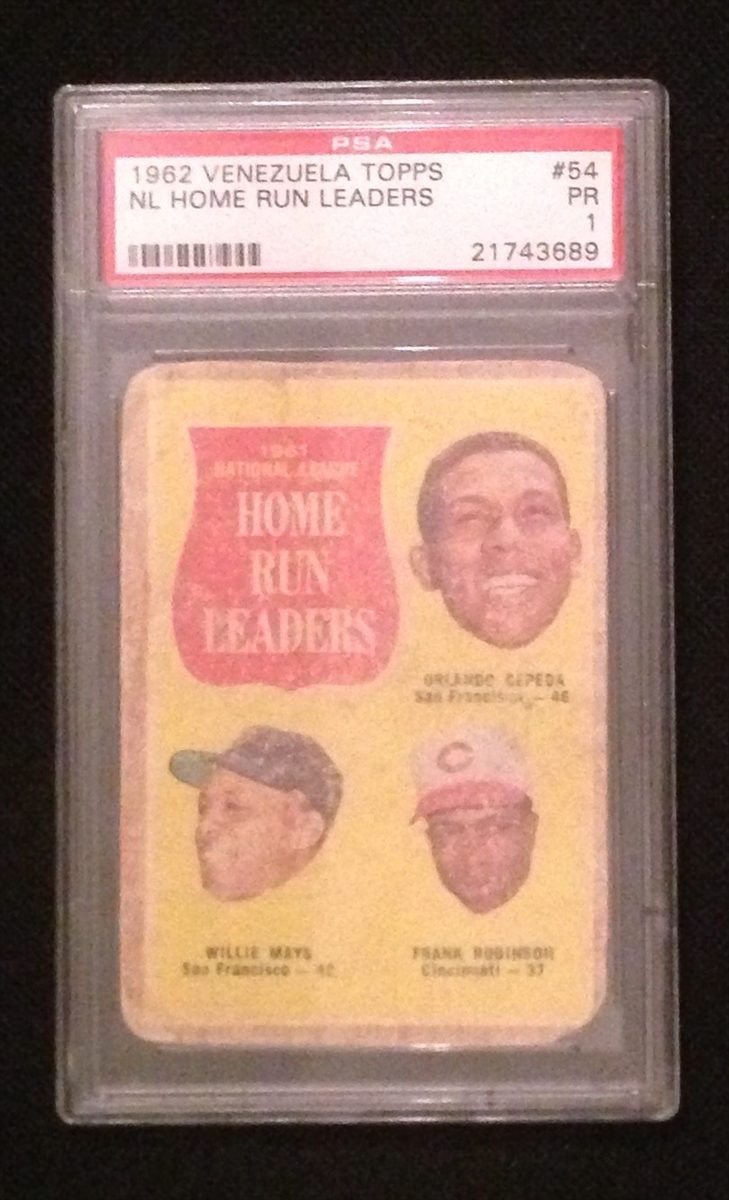 PSA
1962 VENEZUELA TOPPS #54
NL HOME RUN LEADERS PR
1
21743689
1961
NATIONAL LEAGUE
HOME
RUN
LEADERS
ORLANDO CEPEDA
San Francisco — 46
C
WILLIE MAYS
San Francisco — 40
FRANK ROBINSON
Cincinnati — 37